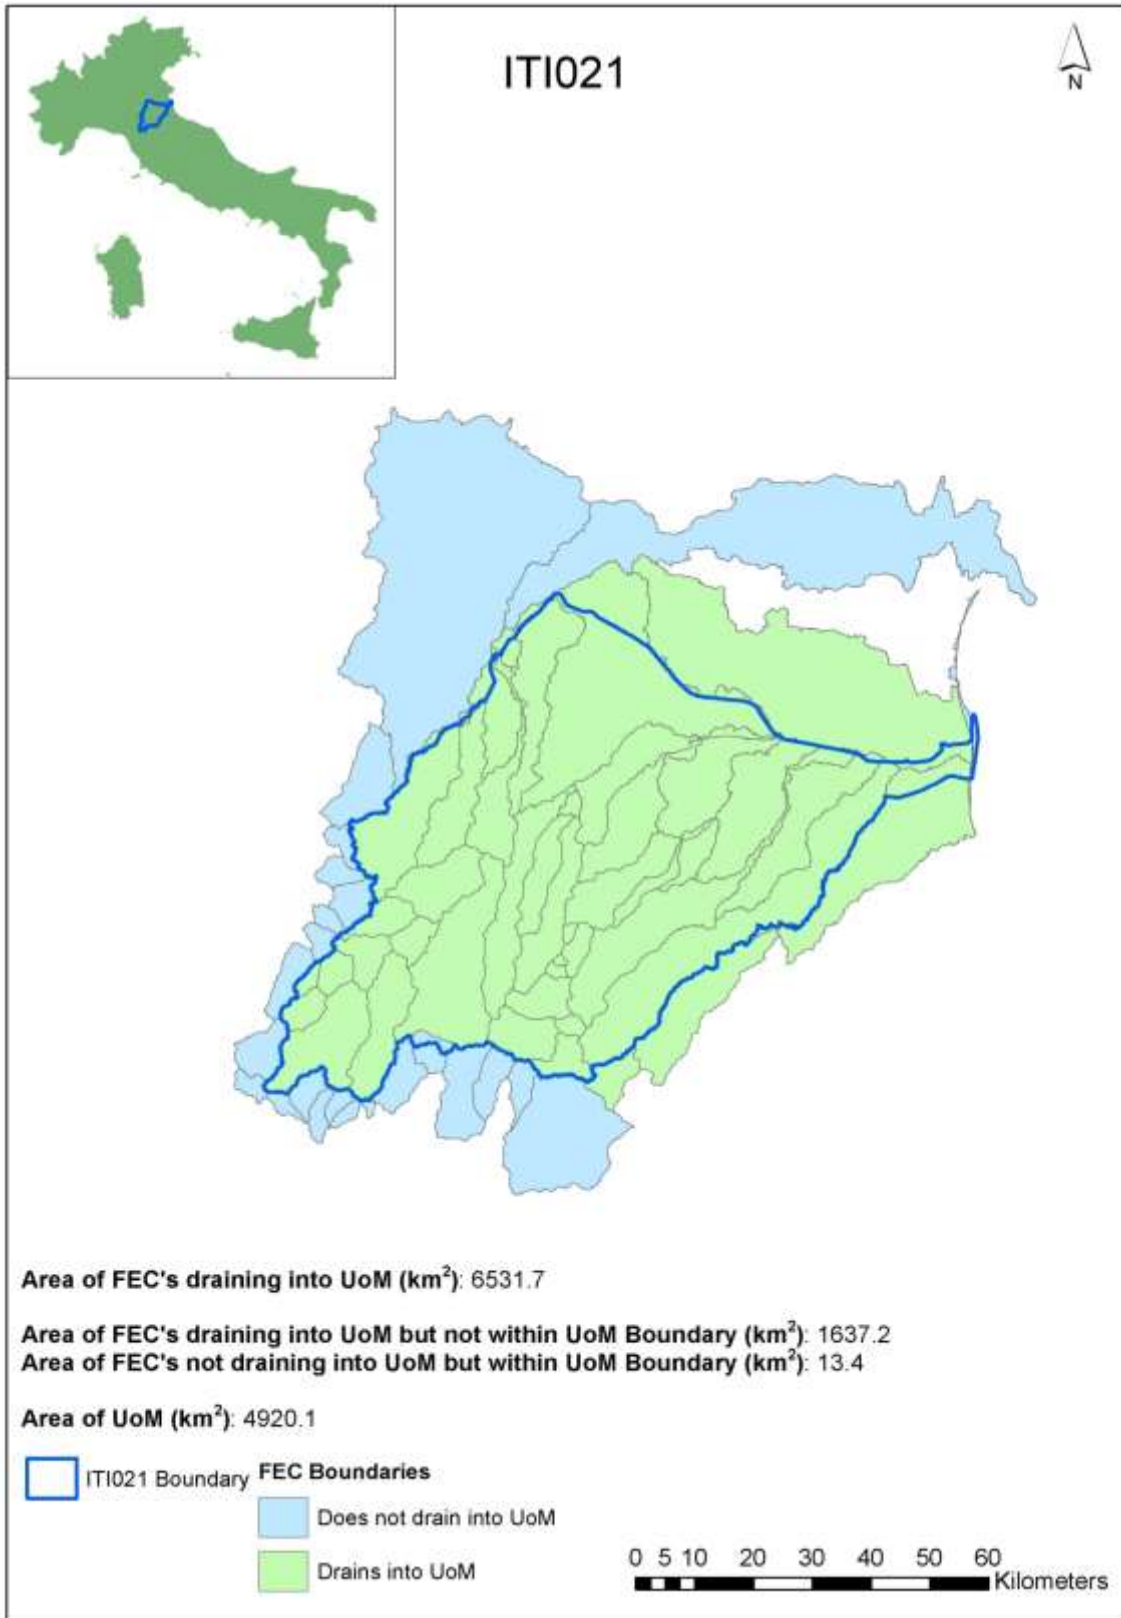 ITI021
N
Area of FEC's draining into UoM (km²): 6531.7
Area of FEC's draining into UoM but not within UoM Boundary (km²): 1637.2
Area of FEC's not draining into UoM but within UoM Boundary (km²): 13.4
Area of UoM (km²): 4920.1
ITI021 Boundary
FEC Boundaries
Does not drain into UoM
Drains into UoM
0 5 10 20 30 40 50 60
Kilometers